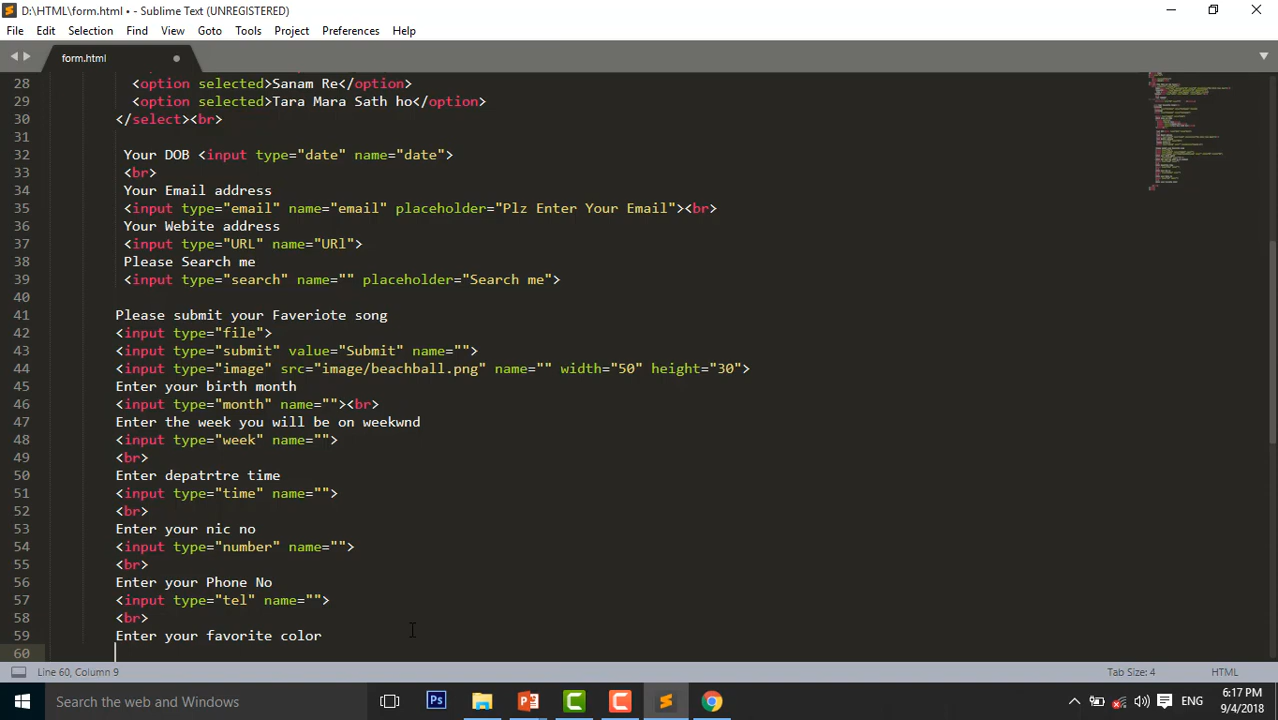 D:\HTML\form.html • - Sublime Text (UNREGISTERED)
File Edit Selection Find View Goto Tools Project Preferences Help
form.html
28 <option selected>Sanam Re</option>
29 <option selected>Tara Mara Sath ho</option>
30 </select><br>
31
32 Your DOB <input type="date" name="date">
33 <br>
34 Your Email address
35 <input type="email" name="email" placeholder="Plz Enter Your Email"><br>
36 Your Webite address
37 <input type="URL" name="URl">
38 Please Search me
39 <input type="search" name="" placeholder="Search me">
40
41 Please submit your Faveriote song
42 <input type="file">
43 <input type="submit" value="Submit" name="">
44 <input type="image" src="image/beachball.png" name="" width="50" height="30">
45 Enter your birth month
46 <input type="month" name=""><br>
47 Enter the week you will be on weekwnd
48 <input type="week" name="">
49 <br>
50 Enter depatrtre time
51 <input type="time" name="">
52 <br>
53 Enter your nic no
54 <input type="number" name="">
55 <br>
56 Enter your Phone No
57 <input type="tel" name="">
58 <br>
59 Enter your favorite color
60
Line 60, Column 9 Tab Size: 4 HTML
Search the web and Windows Ps ENG 6:17 PM
9/4/2018